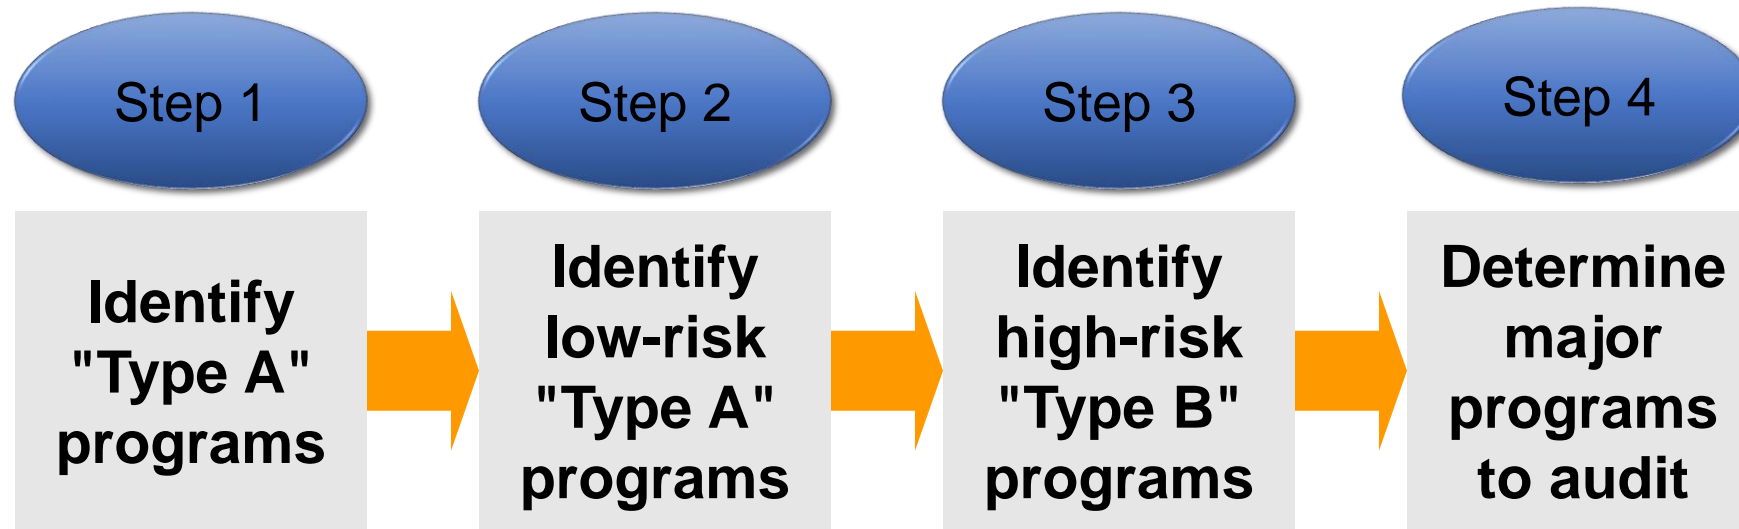 Step 1
Step 2
Step 3
Step 4
Identify
"Type A"
programs
Identify
low-risk
"Type A"
programs
Identify
high-risk
"Type B"
programs
Determine
major
programs
to audit